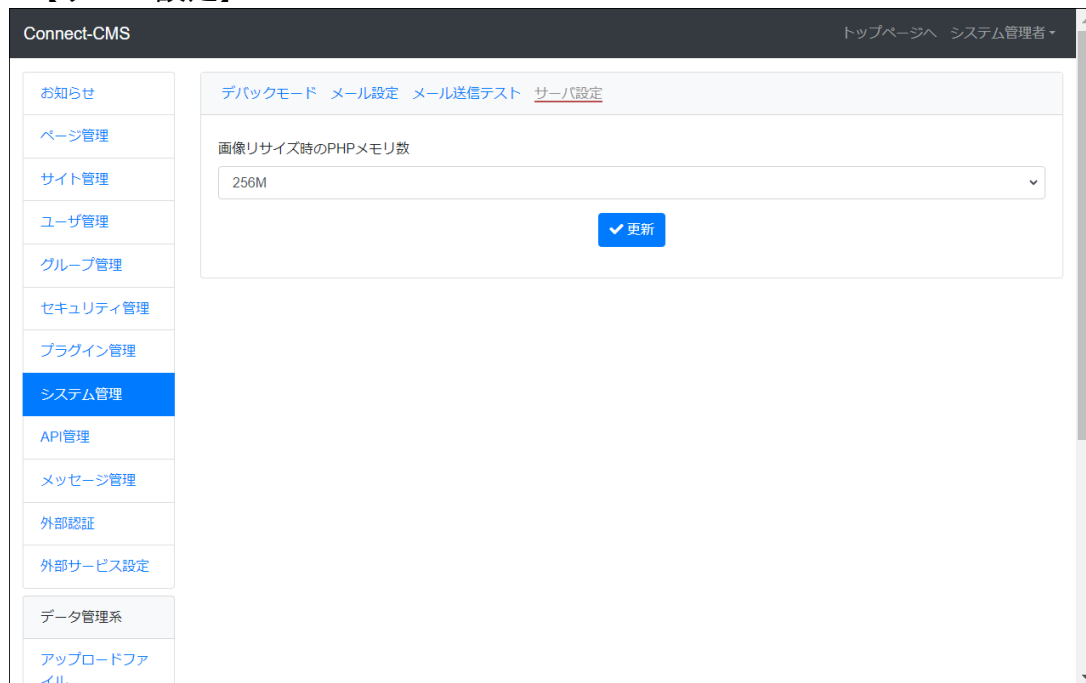 Connect-CMS
トップページへ システム管理者
お知らせ
ページ管理
サイト管理
ユーザ管理
グループ管理
セキュリティ管理
プラグイン管理
システム管理
API管理
メッセージ管理
外部認証
外部サービス設定
データ管理系
アップロードファ
イル
デバックモード メール設定 メール送信テスト サーバ設定
画像リサイズ時のPHPメモリ数
256M
更新